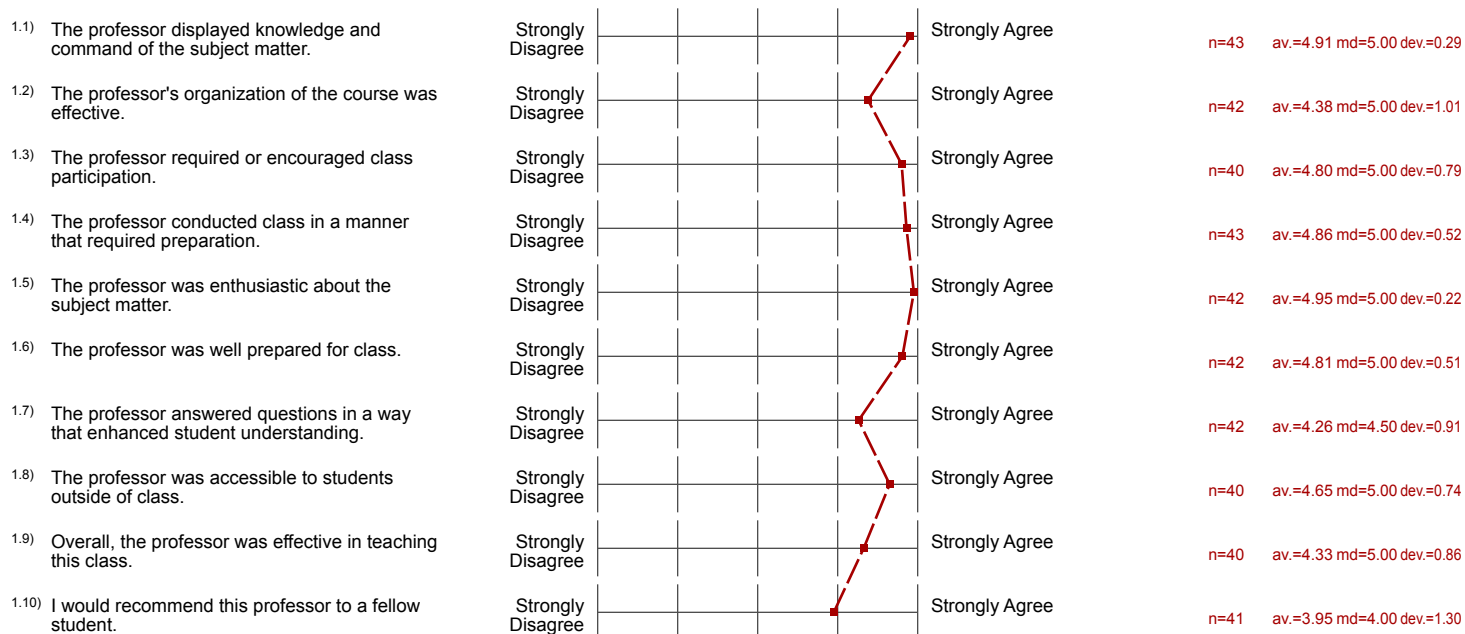 1.1) The professor displayed knowledge and
command of the subject matter.
Strongly
Disagree
Strongly Agree
n=43 av.=4.91 md=5.00 dev.=0.29
1.2) The professor's organization of the course was
effective.
Strongly
Disagree
Strongly Agree
n=42 av.=4.38 md=5.00 dev.=1.01
1.3) The professor required or encouraged class
participation.
Strongly
Disagree
Strongly Agree
n=40 av.=4.80 md=5.00 dev.=0.79
1.4) The professor conducted class in a manner
that required preparation.
Strongly
Disagree
Strongly Agree
n=43 av.=4.86 md=5.00 dev.=0.52
1.5) The professor was enthusiastic about the
subject matter.
Strongly
Disagree
Strongly Agree
n=42 av.=4.95 md=5.00 dev.=0.22
1.6) The professor was well prepared for class.
Strongly
Disagree
Strongly Agree
n=42 av.=4.81 md=5.00 dev.=0.51
1.7) The professor answered questions in a way
that enhanced student understanding.
Strongly
Disagree
Strongly Agree
n=42 av.=4.26 md=4.50 dev.=0.91
1.8) The professor was accessible to students
outside of class.
Strongly
Disagree
Strongly Agree
n=40 av.=4.65 md=5.00 dev.=0.74
1.9) Overall, the professor was effective in teaching
this class.
Strongly
Disagree
Strongly Agree
n=40 av.=4.33 md=5.00 dev.=0.86
1.10) I would recommend this professor to a fellow
student.
Strongly
Disagree
Strongly Agree
n=41 av.=3.95 md=4.00 dev.=1.30